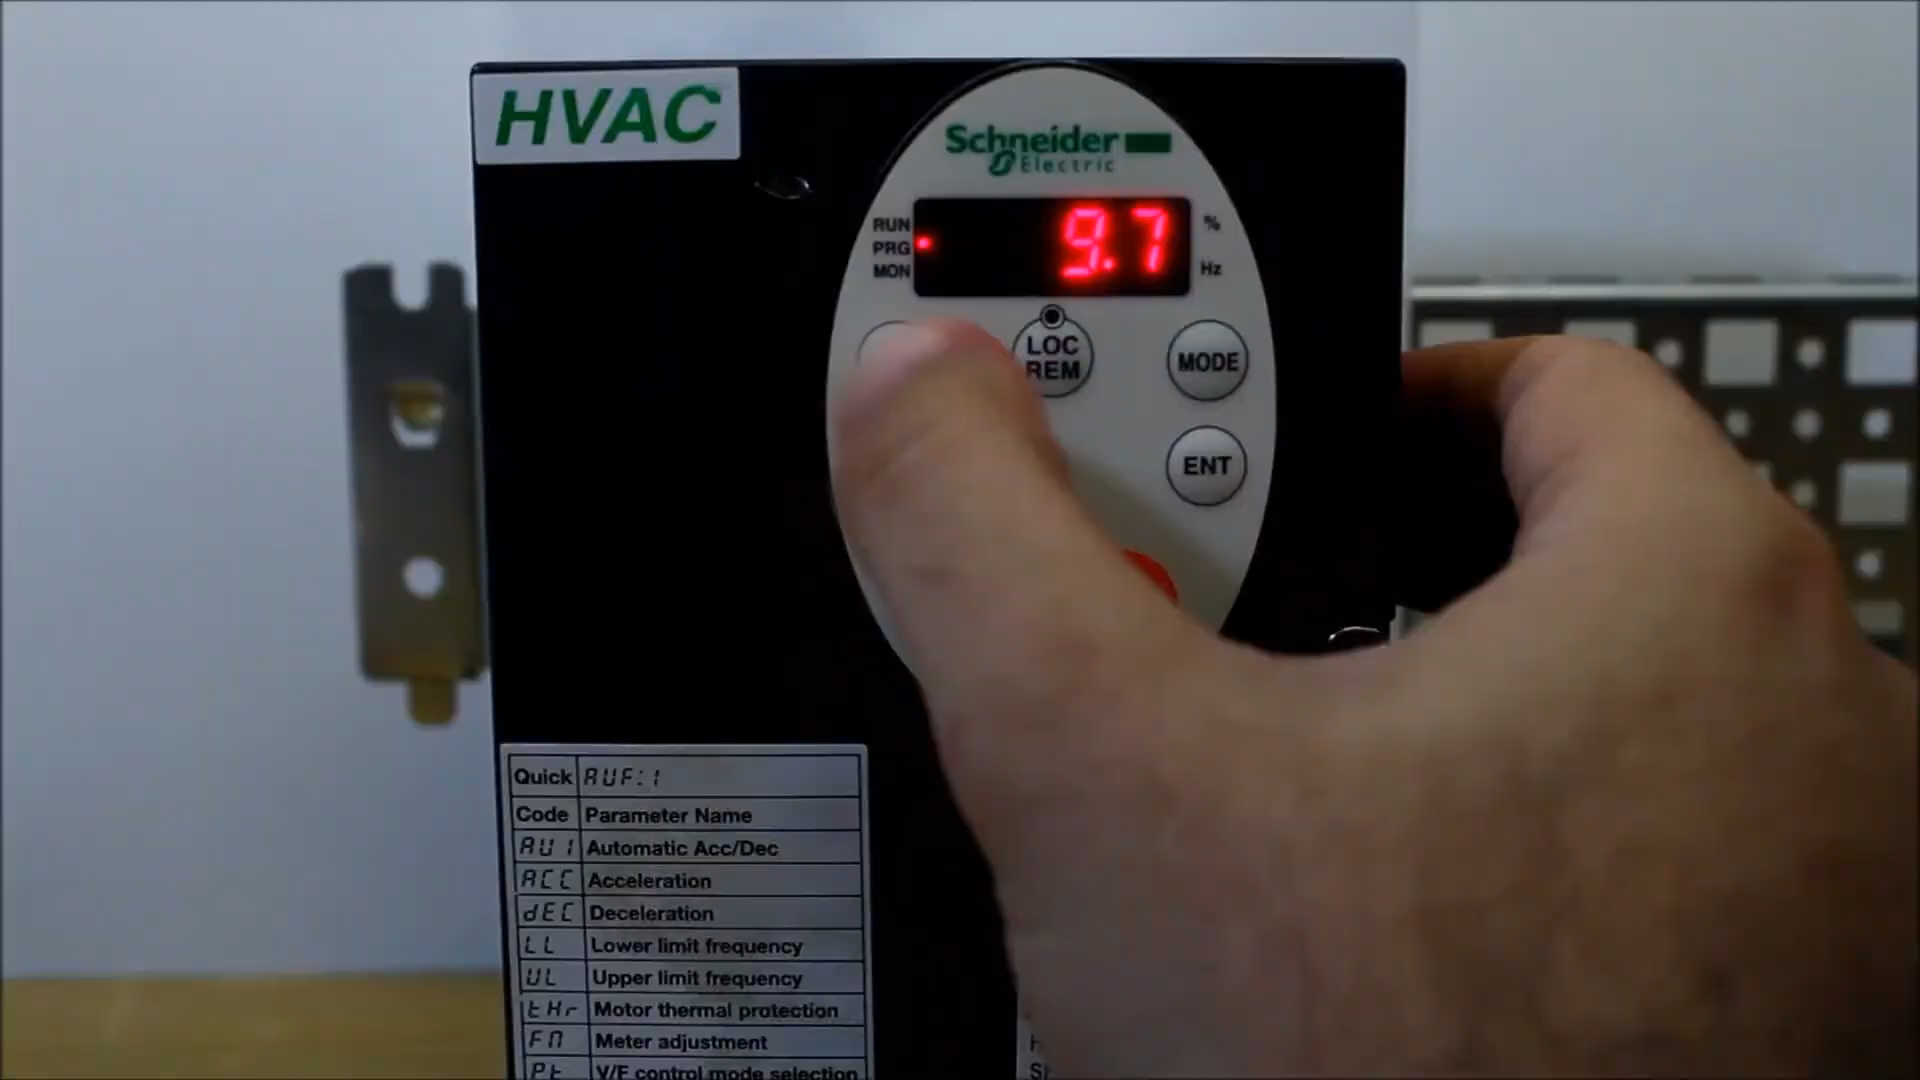 HVAC
Schneider
Electric
RUN
PRG
MON
9.7
%
Hz
LOC
REM
MODE
ENT
Quick AUF:1
Code Parameter Name
AU1 Automatic Acc/Dec
ACC Acceleration
dEC Deceleration
LL Lower limit frequency
UL Upper limit frequency
tHr Motor thermal protection
FM Meter adjustment
Pt V/F control mode selection